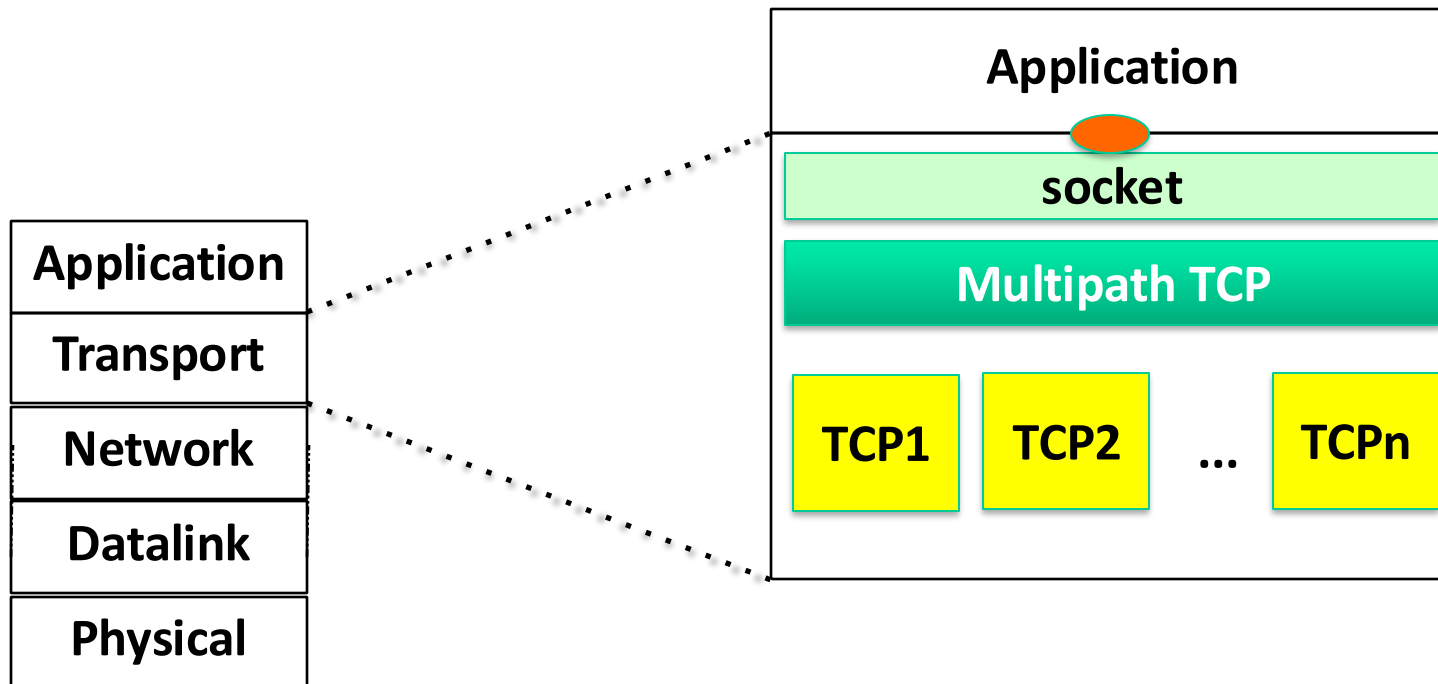 Application
Transport
Network
Datalink
Physical
Application
socket
Multipath TCP
TCP1
TCP2
...
TCPn